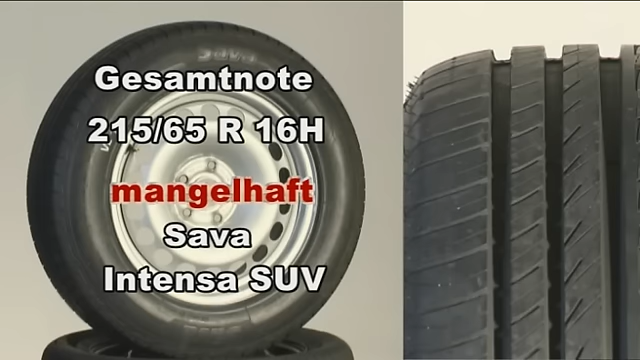 Gesamtnote
215/65 R 16H
mangelhaft
Sava
Intensa SUV